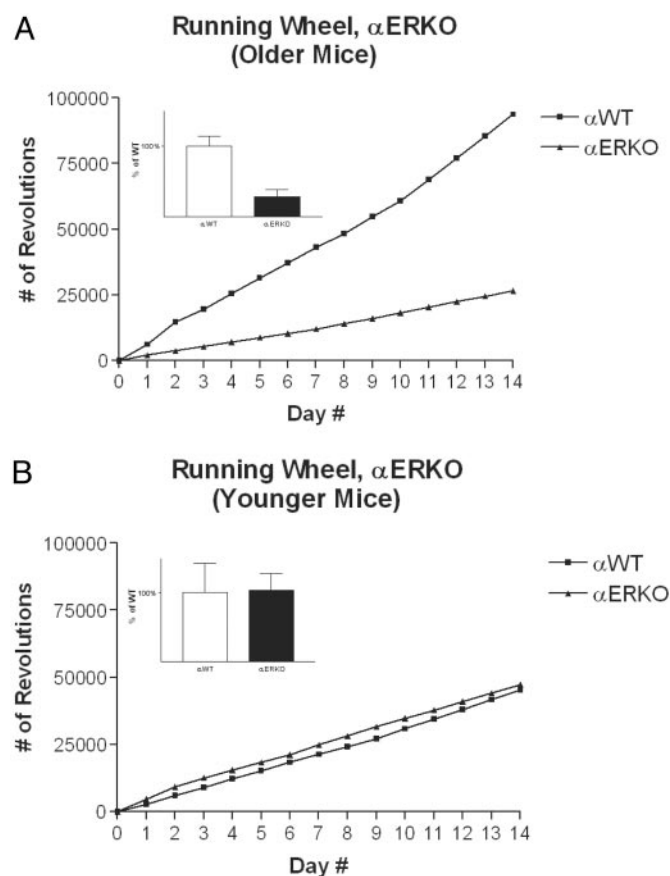 A
Running Wheel, αERKO
(Older Mice)
100000
75000
50000
25000
0
# of Revolutions
% of WT
100%
αWT
αERKO
αWT
αERKO
0 1 2 3 4 5 6 7 8 9 10 11 12 13 14
Day #
B
Running Wheel, αERKO
(Younger Mice)
100000
75000
50000
25000
0
# of Revolutions
% of WT
100%
αWT
αERKO
αWT
αERKO
0 1 2 3 4 5 6 7 8 9 10 11 12 13 14
Day #